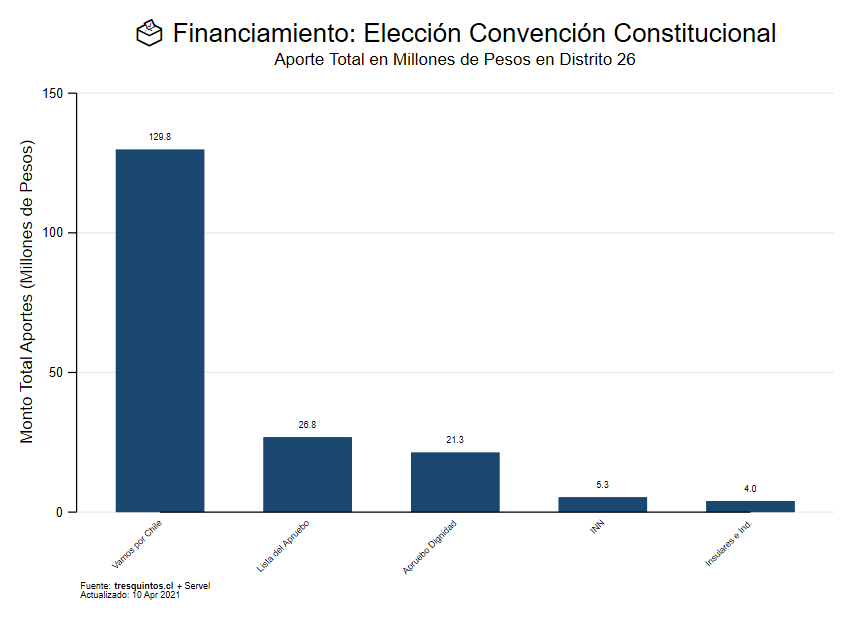 Financiamiento: Elección Convención Constitucional
Aporte Total en Millones de Pesos en Distrito 26
Monto Total Aportes (Millones de Pesos)
150
100
50
0
129.8
26.8
21.3
5.3
4.0
Vamos por Chile
Lista del Apruebo
Apruebo Dignidad
INN
Insulares e Ind.
Fuente: tresquintos.cl + Servel
Actualizado: 10 Apr 2021